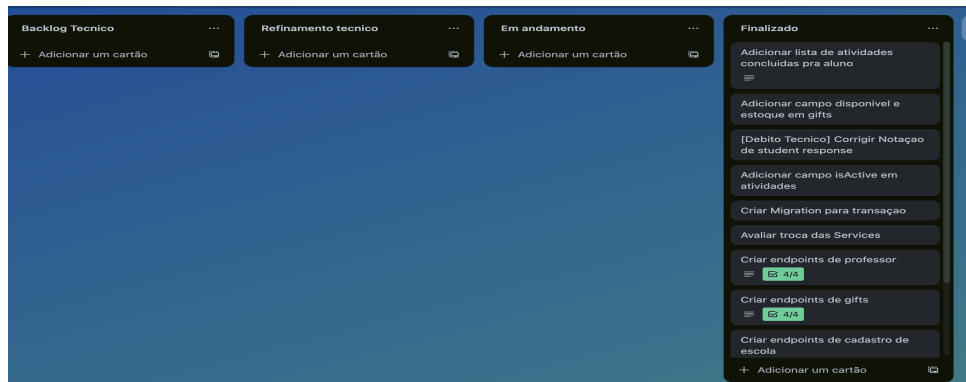 Backlog Tecnico
+ Adicionar um cartão
Refinamento tecnico
+ Adicionar um cartão
Em andamento
+ Adicionar um cartão
Finalizado
Adicionar lista de atividades
concluidas pra aluno
Adicionar campo disponivel e
estoque em gifts
[Debito Tecnico] Corrigir Notaçao
de student response
Adicionar campo isActive em
atividades
Criar Migration para transaçao
Avaliar troca das Services
Criar endpoints de professor
4/4
Criar endpoints de gifts
4/4
Criar endpoints de cadastro de
escola
+ Adicionar um cartão